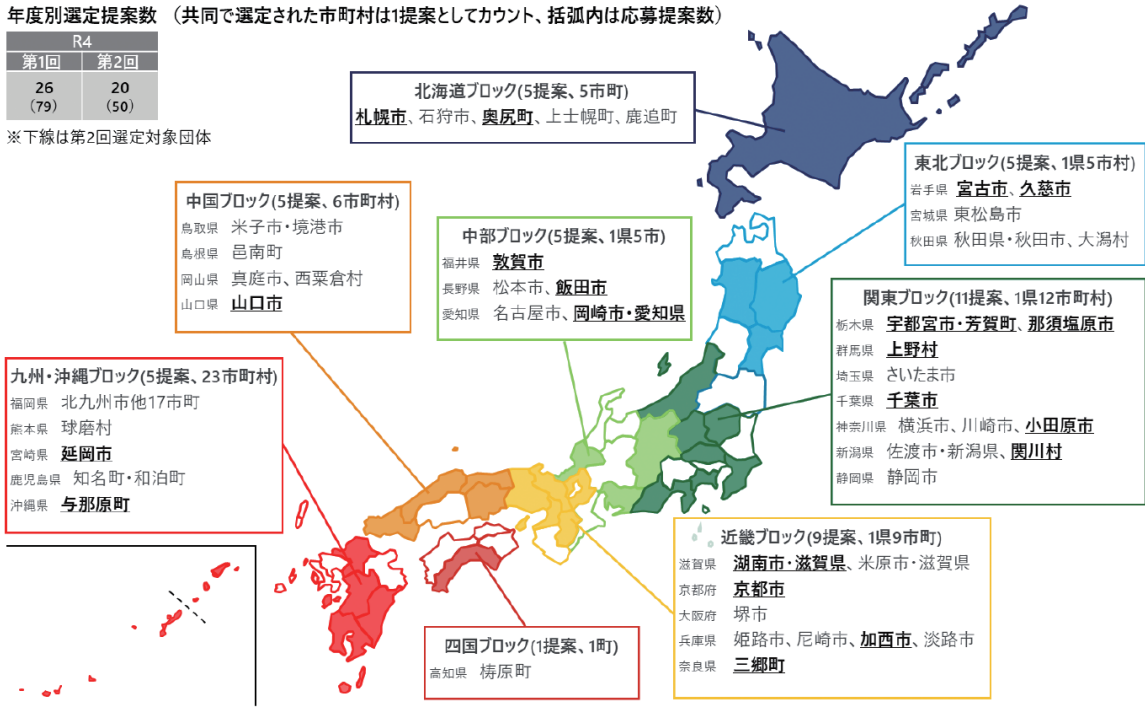 年度別選定提案数 （共同で選定された市町村は1提案としてカウント、括弧内は応募提案数）
R4
第1回 第2回
26 20
（79） （50）
※下線は第2回選定対象団体
北海道ブロック(5提案、5市町)
札幌市、石狩市、奥尻町、上士幌町、鹿追町
東北ブロック(5提案、1県5市村)
岩手県 宮古市、久慈市
宮城県 東松島市
秋田県 秋田県・秋田市、大潟村
中国ブロック(5提案、6市町村)
鳥取県 米子市・境港市
島根県 邑南町
岡山県 真庭市、西粟倉村
山口県 山口市
中部ブロック(5提案、1県5市)
福井県 敦賀市
長野県 松本市、飯田市
愛知県 名古屋市、岡崎市・愛知県
関東ブロック(11提案、1県12市町村)
栃木県 宇都宮市・芳賀町、那須塩原市
群馬県 上野村
埼玉県 さいたま市
千葉県 千葉市
神奈川県 横浜市、川崎市、小田原市
新潟県 佐渡市・新潟県、関川村
静岡県 静岡市
九州・沖縄ブロック(5提案、23市町村)
福岡県 北九州市他17市町
熊本県 球磨村
宮崎県 延岡市
鹿児島県 知名町・和泊町
沖縄県 与那原町
近畿ブロック(9提案、1県9市町)
滋賀県 湖南市・滋賀県、米原市・滋賀県
京都府 京都市
大阪府 堺市
兵庫県 姫路市、尼崎市、加西市、淡路市
奈良県 三郷町
四国ブロック(1提案、1町)
高知県 梼原町